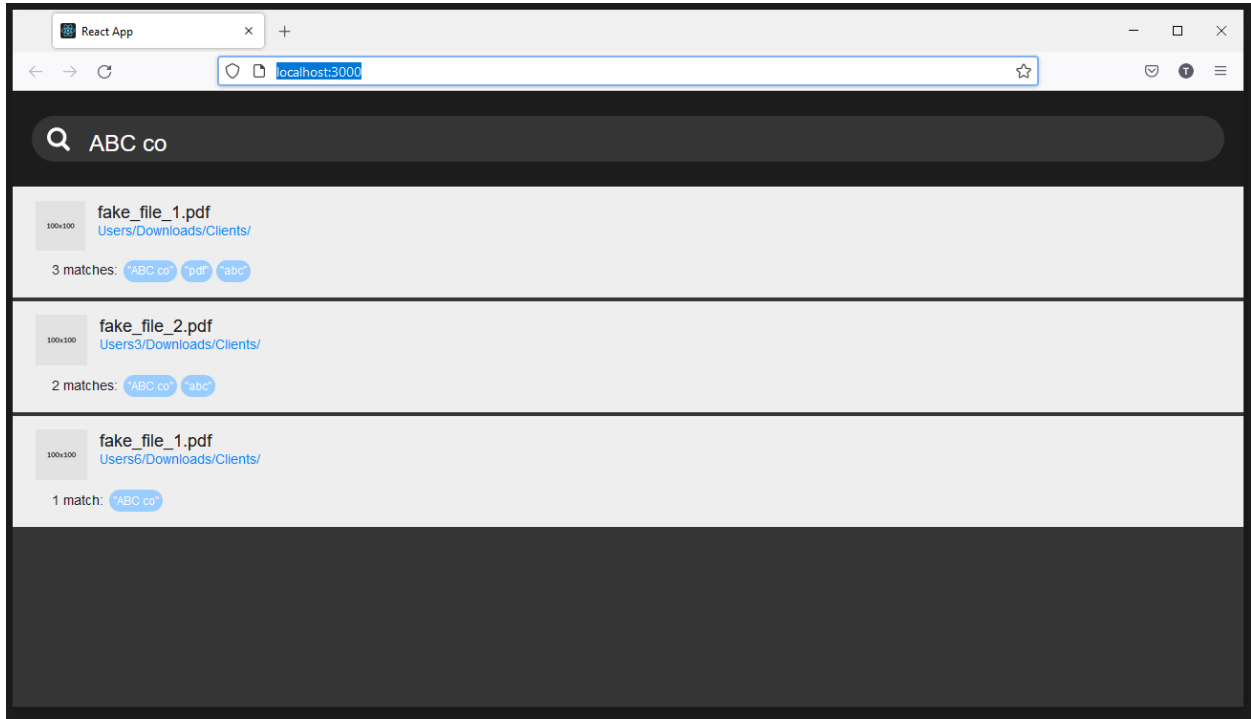 React App
localhost:3000
T
ABC co
100x100
fake_file_1.pdf
Users/Downloads/Clients/
3 matches: "ABC co" "pdf" "abc"
100x100
fake_file_2.pdf
Users3/Downloads/Clients/
2 matches: "ABC co" "abc"
100x100
fake_file_1.pdf
Users6/Downloads/Clients/
1 match: "ABC co"